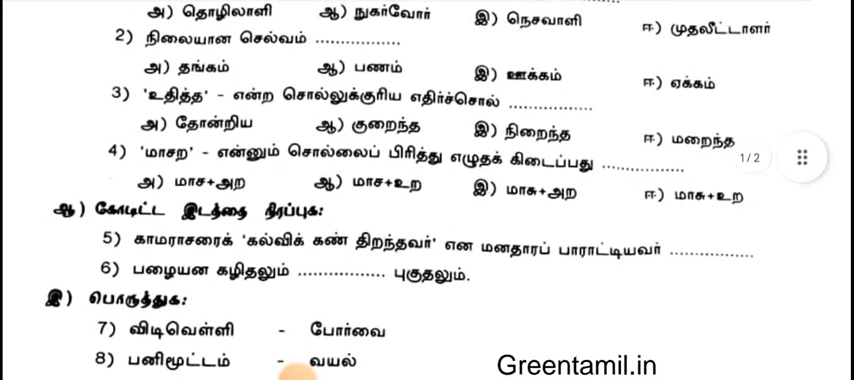 அ) தொழிலாளி ஆ) நுகர்வோர் இ) நெசவாளி ஈ) முதலீட்டாளர்
2) நிலையான செல்வம் ................
அ) தங்கம் ஆ) பணம் இ) ஊக்கம் ஈ) ஏக்கம்
3) 'உதித்த' - என்ற சொல்லுக்குரிய எதிர்ச்சொல் ................
அ) தோன்றிய ஆ) குறைந்த இ) நிறைந்த ஈ) மறைந்த
4) 'மாசற' - என்னும் சொல்லைப் பிரித்து எழுதக் கிடைப்பது ................
1/2
அ) மாச+அற ஆ) மாச+உற இ) மாசு+அற ஈ) மாசு+உற
ஆ) கோடிட்ட இடத்தை நிரப்புக:
5) காமராசரைக் 'கல்விக் கண் திறந்தவர்' என மனதாரப் பாராட்டியவர் ................
6) பழையன கழிதலும் ................ புகுதலும்.
இ) பொருத்துக:
7) விடிவெள்ளி - போர்வை
8) பனிமூட்டம் - வயல்
Greentamil.in